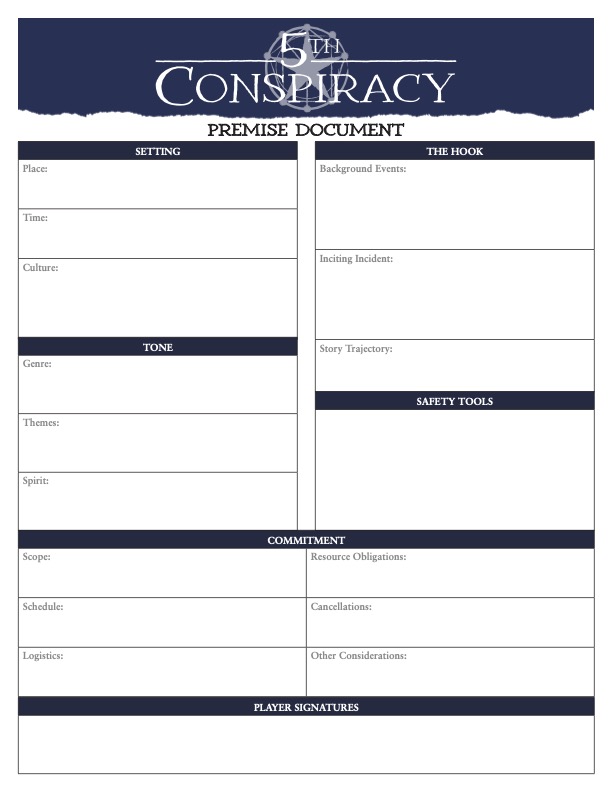 5TH
CONSPIRACY
PREMISE DOCUMENT
SETTING
Place:
Time:
Culture:
TONE
Genre:
Themes:
Spirit:
THE HOOK
Background Events:
Inciting Incident:
Story Trajectory:
SAFETY TOOLS
COMMITMENT
Scope:
Schedule:
Logistics:
Resource Obligations:
Cancellations:
Other Considerations:
PLAYER SIGNATURES